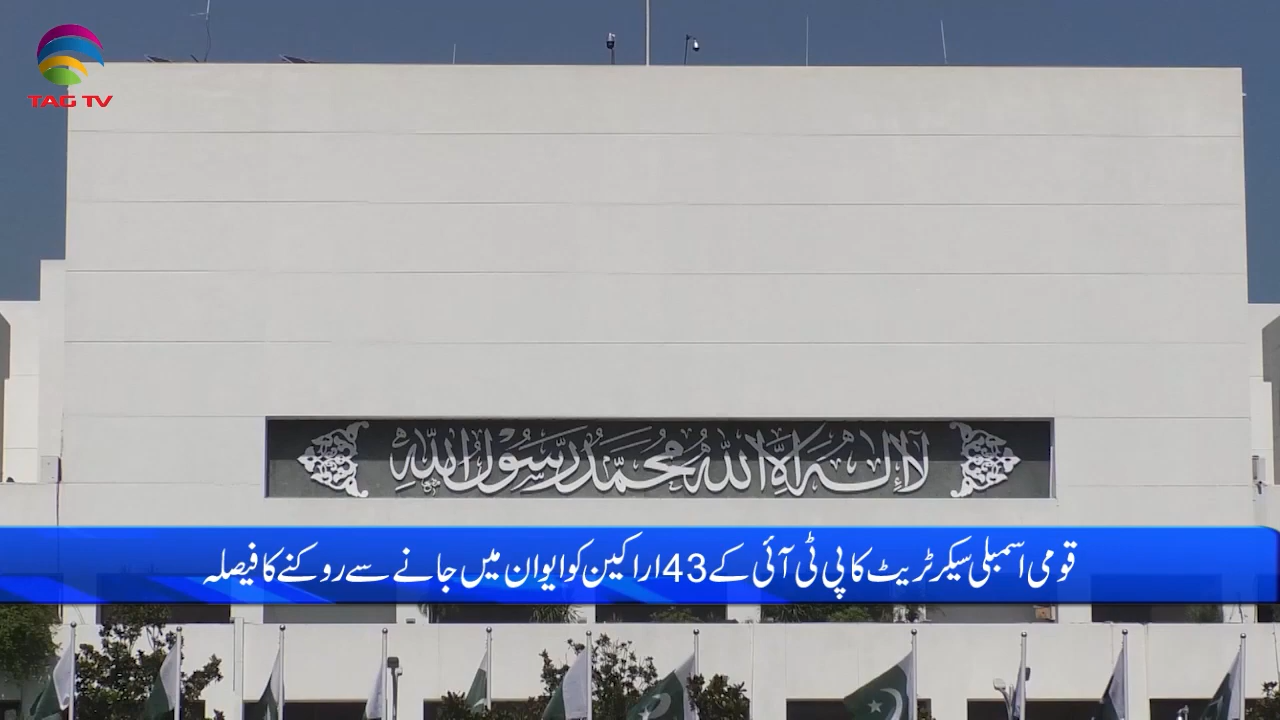 TAG TV
لا إله إلا الله محمد رسول الله
قومی اسمبلی سیکرٹریٹ کا پی ٹی آئی کے 43 اراکین کو ایوان میں جانے سے روکنے کا فیصلہ